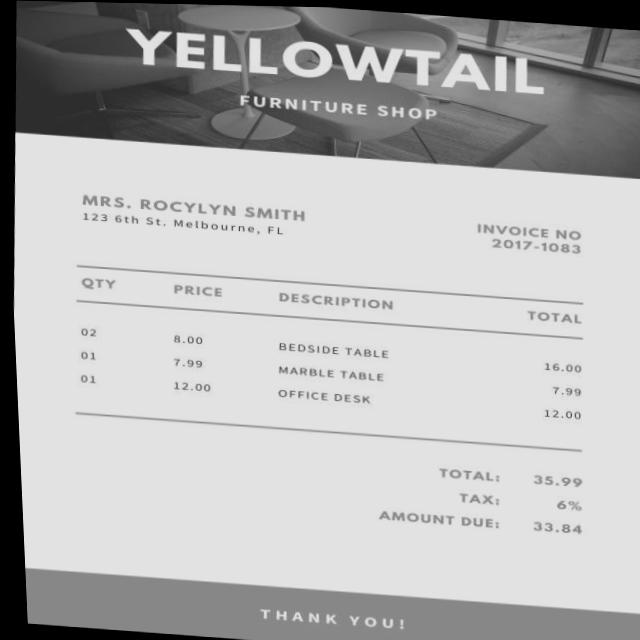 YELLOWTAIL
FURNITURE SHOP
MRS. ROCYLYN SMITH
123 6th St. Melbourne, FL
INVOICE NO
2017-1083
QTY PRICE DESCRIPTION TOTAL
02 8.00 BEDSIDE TABLE 16.00
01 7.99 MARBLE TABLE 7.99
01 12.00 OFFICE DESK 12.00
TOTAL: 35.99
TAX: 6%
AMOUNT DUE: 33.84
THANK YOU!